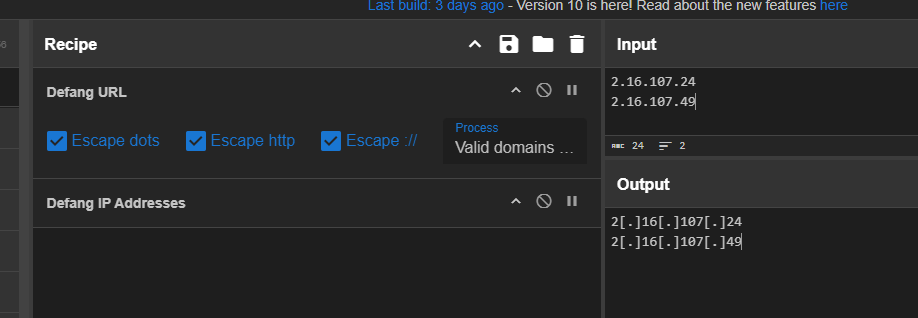 Last build: 3 days ago - Version 10 is here! Read about the new features here
Recipe
Defang URL
Escape dots
Escape http
Escape ://
Process
Valid domains …
Defang IP Addresses
Input
2.16.107.24
2.16.107.49
ABC 24 2
Output
2[.]16[.]107[.]24
2[.]16[.]107[.]49